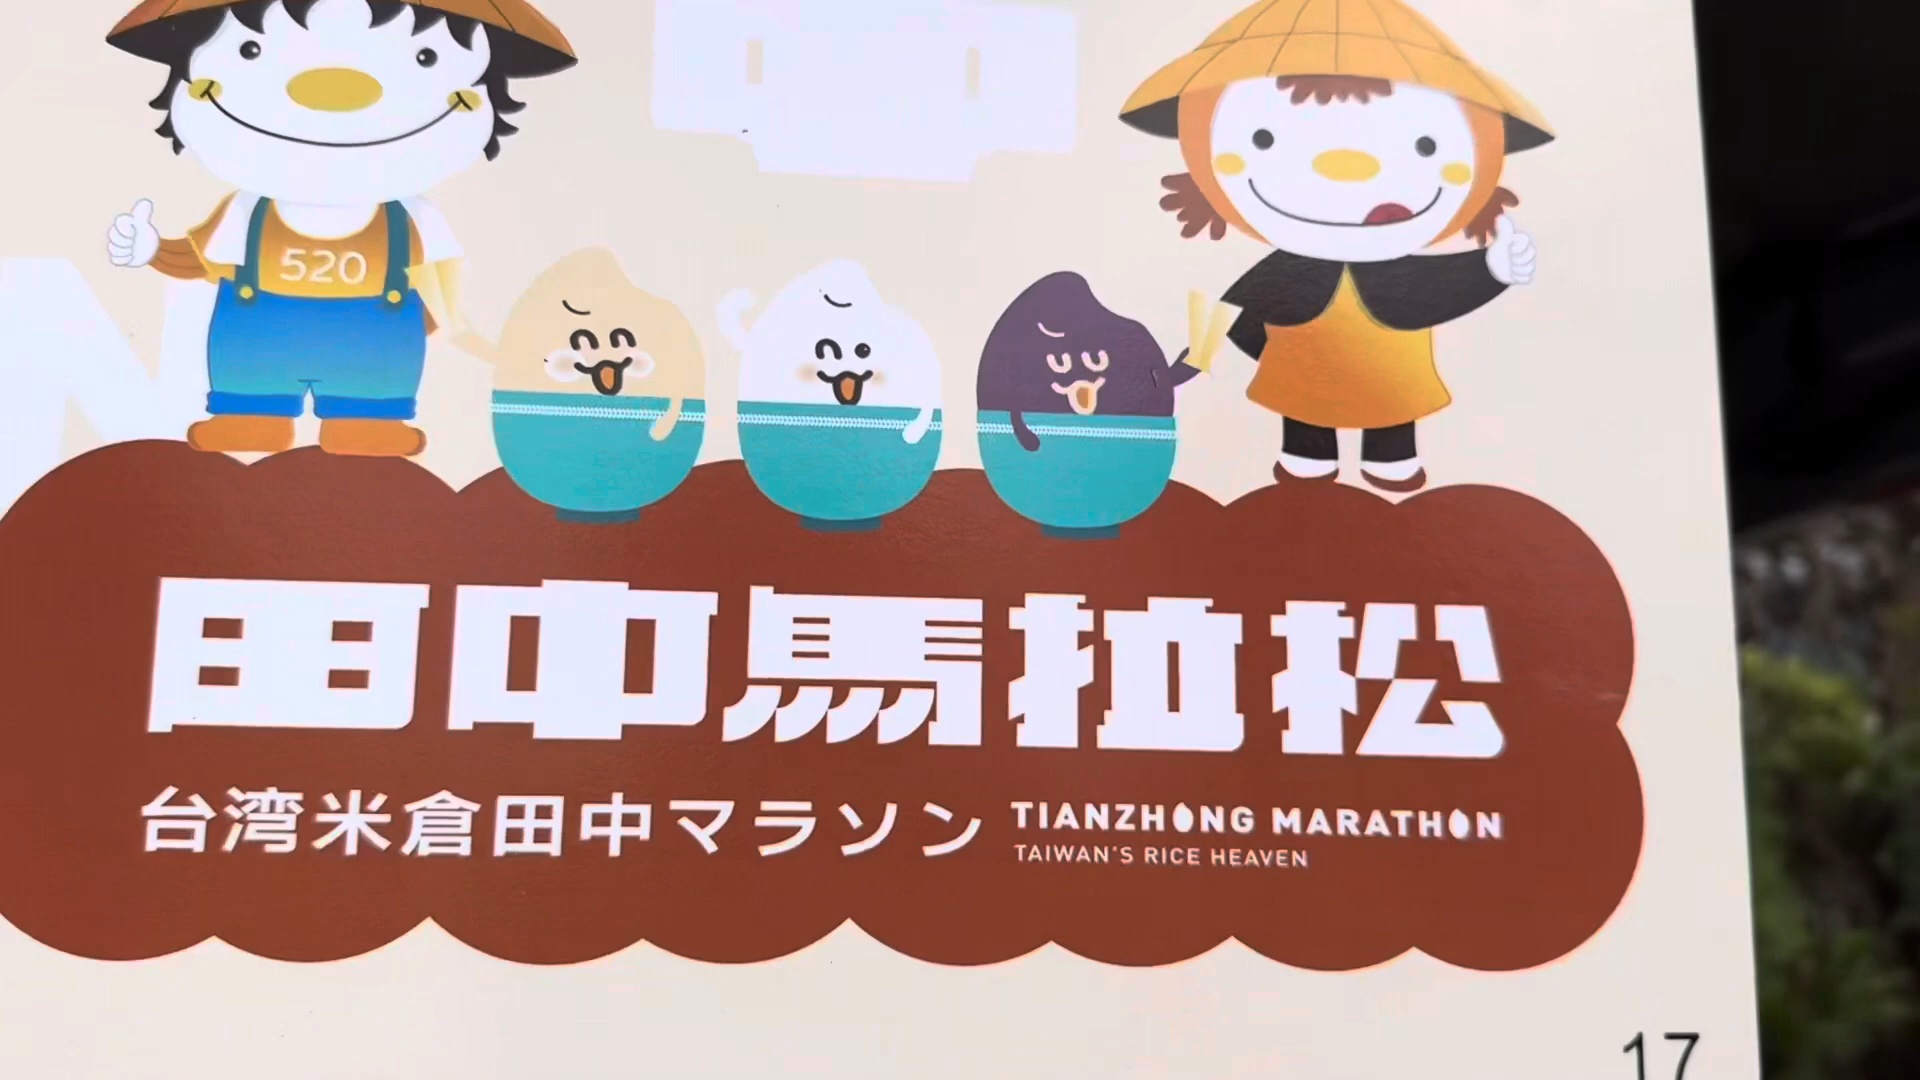 520
田中馬拉松
台湾米倉田中マラソン
TIANZHONG MARATHON
TAIWAN'S RICE HEAVEN
17